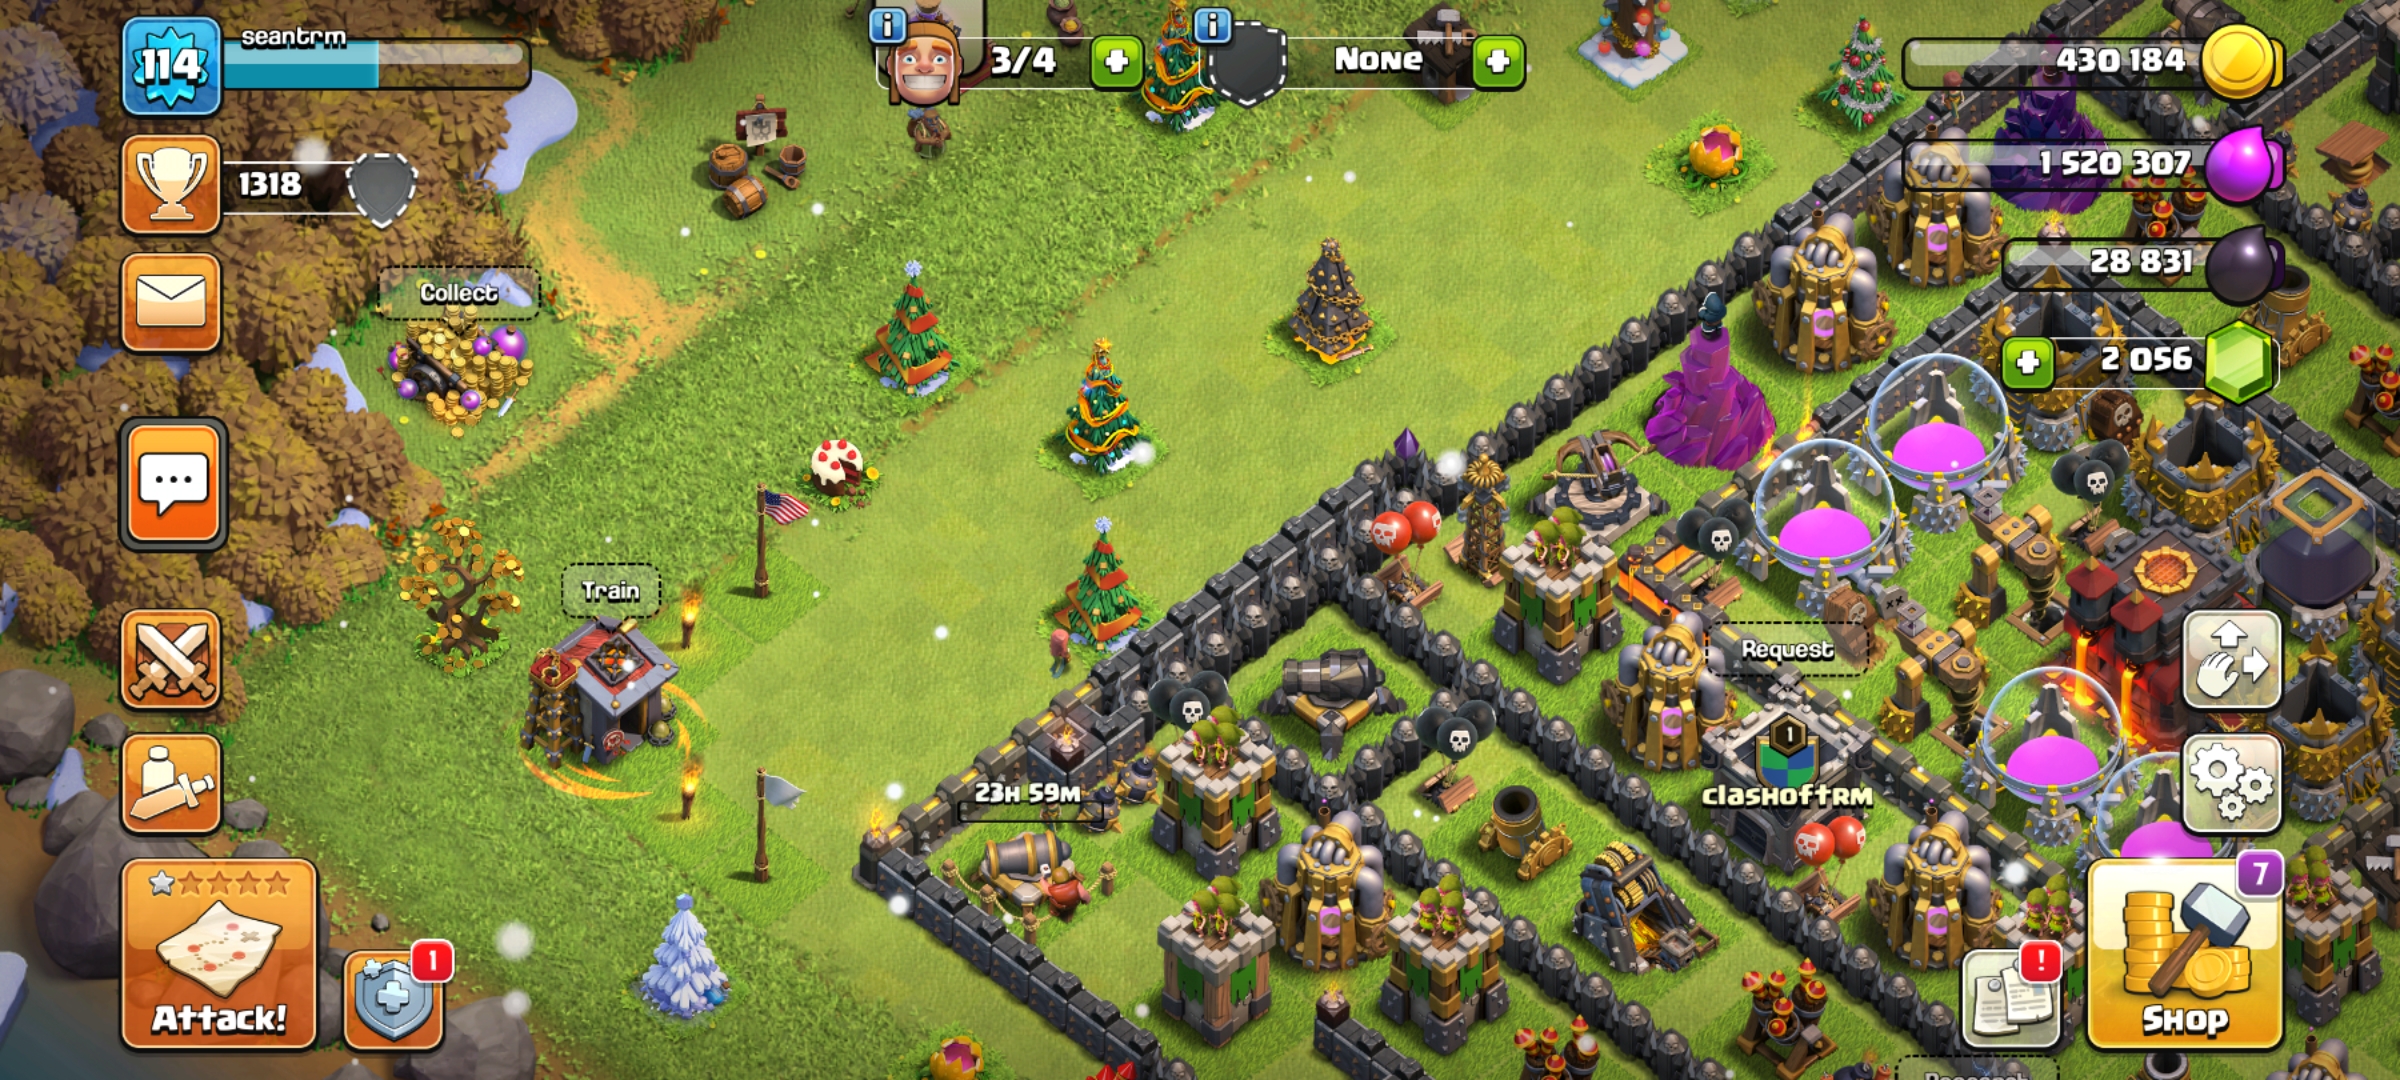 114
seantrm
3/4
None
430 184
1318
1 520 307
28 831
Collect
2 056
Train
Request
1
23H 59M
clashoftRM
7
1
!
Attack!
Shop